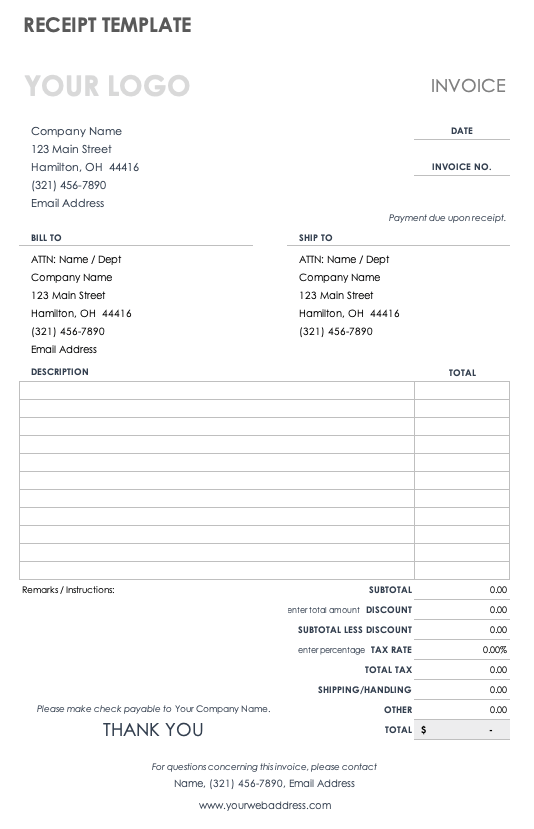 RECEIPT TEMPLATE
YOUR LOGO
INVOICE
Company Name
123 Main Street
Hamilton, OH 44416
(321) 456-7890
Email Address
DATE
INVOICE NO.
Payment due upon receipt.
BILL TO
ATTN: Name / Dept
Company Name
123 Main Street
Hamilton, OH 44416
(321) 456-7890
Email Address
SHIP TO
ATTN: Name / Dept
Company Name
123 Main Street
Hamilton, OH 44416
(321) 456-7890
DESCRIPTION TOTAL
Remarks / Instructions:
SUBTOTAL 0.00
enter total amount DISCOUNT 0.00
SUBTOTAL LESS DISCOUNT 0.00
enter percentage TAX RATE 0.00%
TOTAL TAX 0.00
SHIPPING/HANDLING 0.00
Please make check payable to Your Company Name.
OTHER 0.00
THANK YOU
TOTAL $ -
For questions concerning this invoice, please contact
Name, (321) 456-7890, Email Address
www.yourwebaddress.com